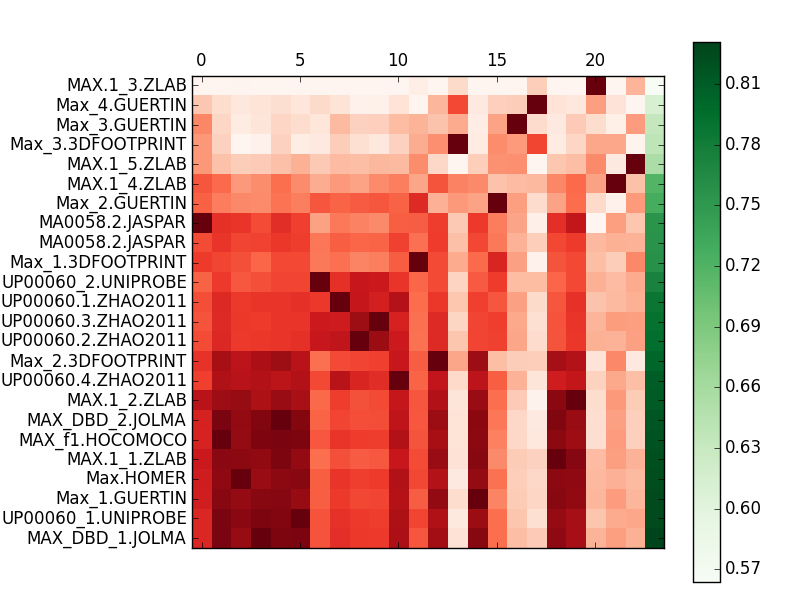 0 5 10 15 20
MAX.1_3.ZLAB
Max_4.GUERTIN
Max_3.GUERTIN
Max_3.3DFOOTPRINT
MAX.1_5.ZLAB
MAX.1_4.ZLAB
Max_2.GUERTIN
MA0058.2.JASPAR
MA0058.2.JASPAR
Max_1.3DFOOTPRINT
UP00060_2.UNIPROBE
UP00060.1.ZHAO2011
UP00060.3.ZHAO2011
UP00060.2.ZHAO2011
Max_2.3DFOOTPRINT
UP00060.4.ZHAO2011
MAX.1_2.ZLAB
MAX_DBD_2.JOLMA
MAX_f1.HOCOMOCO
MAX.1_1.ZLAB
Max.HOMER
Max_1.GUERTIN
UP00060_1.UNIPROBE
MAX_DBD_1.JOLMA
0.81
0.78
0.75
0.72
0.69
0.66
0.63
0.60
0.57